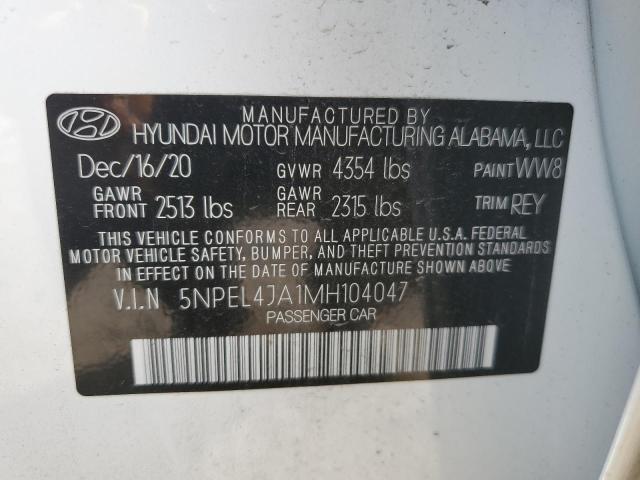 MANUFACTURED BY
HYUNDAI MOTOR MANUFACTURING ALABAMA, LLC
Dec/16/20 GVWR 4354 lbs PAINT WW8
GAWR FRONT 2513 lbs GAWR REAR 2315 lbs TRIM REY
THIS VEHICLE CONFORMS TO ALL APPLICABLE U.S.A. FEDERAL
MOTOR VEHICLE SAFETY, BUMPER, AND THEFT PREVENTION STANDARDS
IN EFFECT ON THE DATE OF MANUFACTURE SHOWN ABOVE.
V.I.N 5NPEL4JA1MH104047
PASSENGER CAR